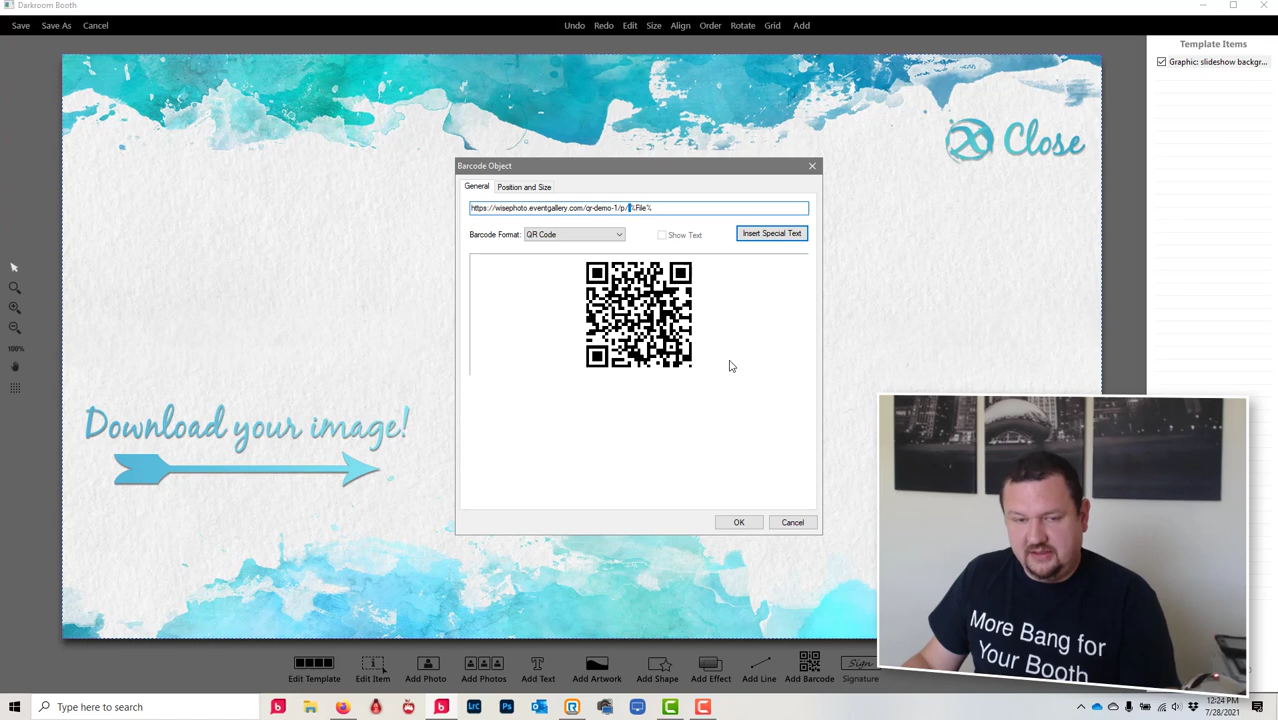 Darkroom Booth
Save Save As Cancel Undo Redo Edit Size Align Order Rotate Grid Add
Template Items
Graphic: slideshow backgr...
Close
Barcode Object
General Position and Size
https://wisephoto.eventgallery.com/qr-demo-1/p/ %File%
Barcode Format: QR Code Show Text Insert Special Text
100%
Download your image!
OK Cancel
More Bang for
Your Booth
Sign
Edit Template Edit Item Add Photo Add Photos Add Text Add Artwork Add Shape Add Effect Add Line Add Barcode Signature
Type here to search
12:24 PM
7/28/2021